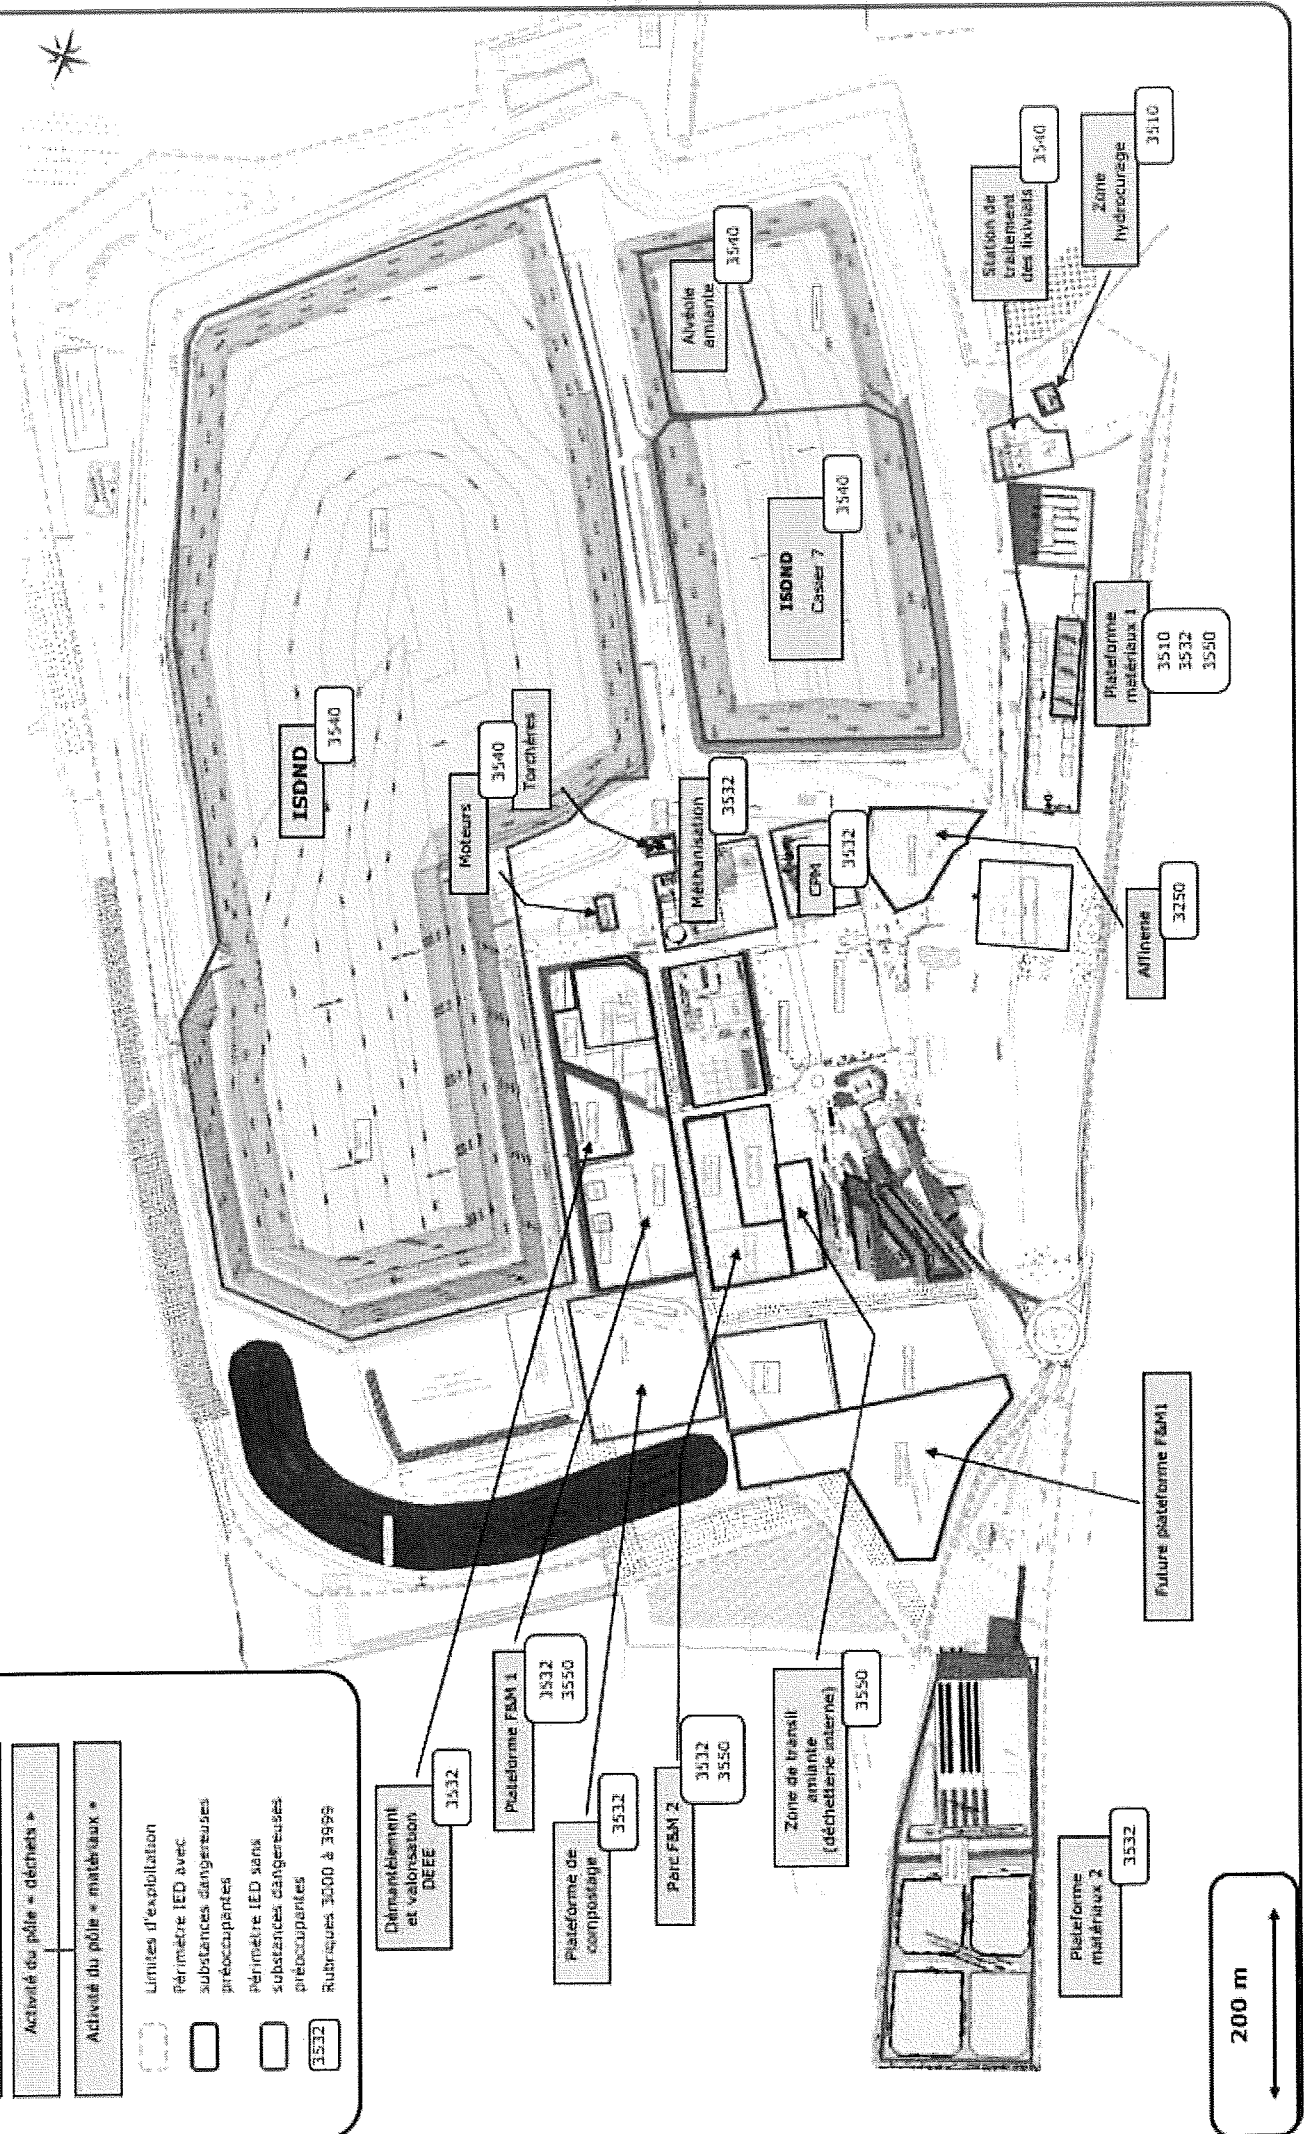 Activité du pôle « déchets »
Activité du pôle « matériaux »
Limites d'exploitation
Périmètre IED avec
substances dangereuses
préoccupantes
Périmètre IED sans
substances dangereuses
préoccupantes
3532
Rubriques 3000 à 3999
Démantèlement
et valorisation
DEEE
3532
Plateforme F&M 1
3532
3550
Plateforme de
compostage
3532
Parc F&M 2
3532
3550
Zone de transit
amiante
(déchetterie interne)
3550
Plateforme
matériaux 2
3532
Future plateforme F&M1
ISDND
3540
Moteurs
3540
Torchères
Méthanisation
3532
CPM
3532
Affinerie
3250
ISDND
Casier 7
3540
Alvéole
amiante
3540
Plateforme
matériaux 1
3510
3532
3550
Station de
traitement
des lixiviats
3540
Zone
hydrocurage
3510
200 m